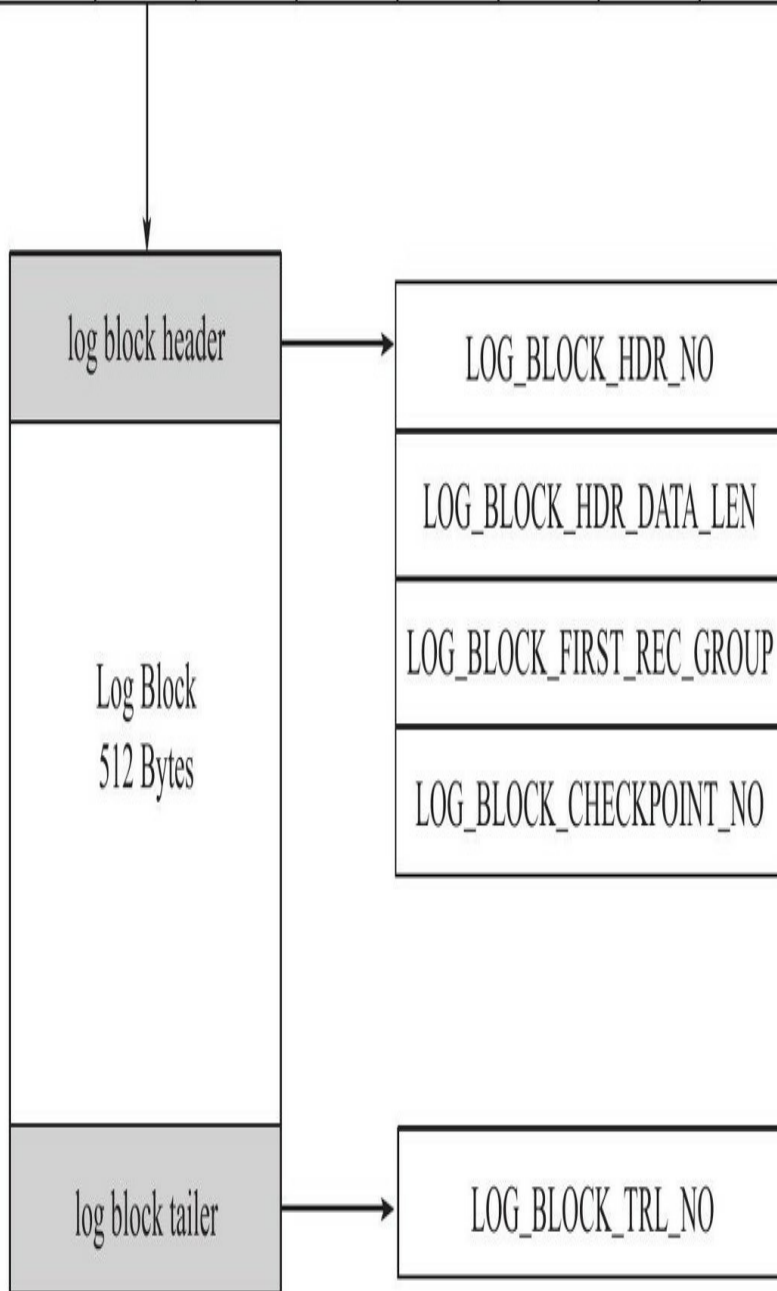 log block header
LOG_BLOCK_HDR_NO
LOG_BLOCK_HDR_DATA_LEN
LOG_BLOCK_FIRST_REC_GROUP
LOG_BLOCK_CHECKPOINT_NO
Log Block
512 Bytes
log block tailer
LOG_BLOCK_TRL_NO